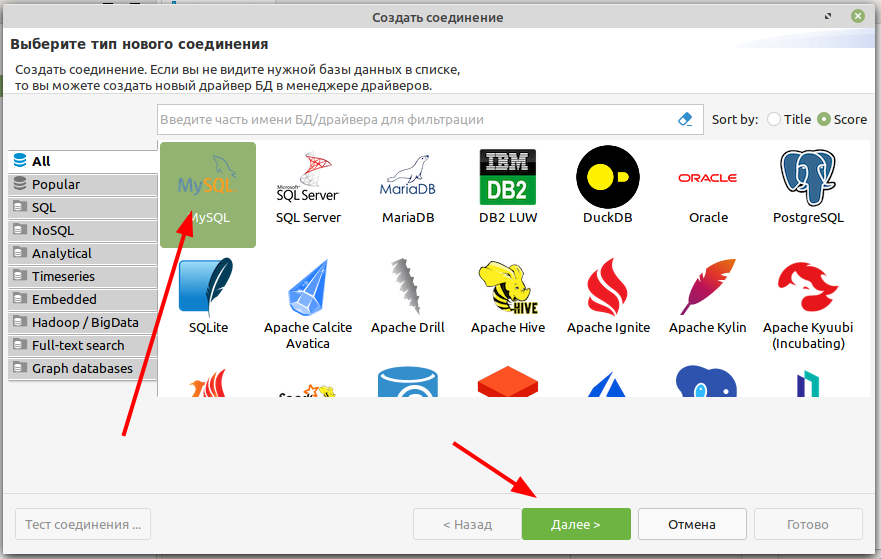 Создать соединение
Выберите тип нового соединения
Создать соединение. Если вы не видите нужной базы данных в списке,
то вы можете создать новый драйвер БД в менеджере драйверов.
Введите часть имени БД/драйвера для фильтрации
Sort by: Title Score
All
Popular
SQL
NoSQL
Analytical
Timeseries
Embedded
Hadoop / BigData
Full-text search
Graph databases
MySQL
MySQL
Microsoft
SQL Server
SQL Server
MariaDB
MariaDB
IBM
DB2
DB2 LUW
DuckDB
ORACLE
Oracle
PostgreSQL
SQLite
Apache Calcite
Avatica
Apache Drill
HIVE
Apache Hive
Apache Ignite
Apache Kylin
Apache Kyuubi
(Incubating)
Тест соединения ...
< Назад
Далее >
Отмена
Готово